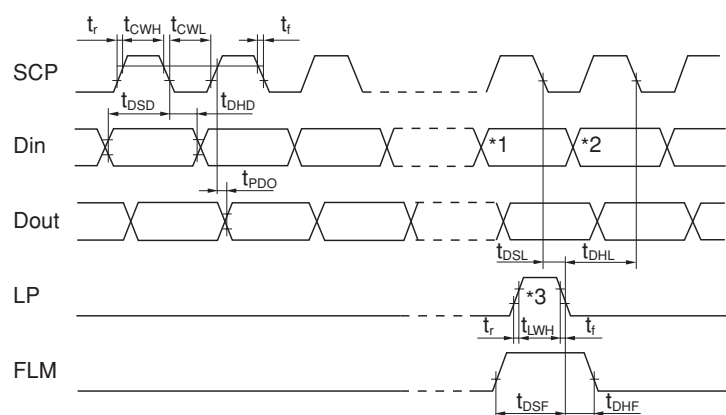 tr tCWH tCWL tf
SCP
tDSD tDHD
Din *1 *2
tPDO
Dout
tDSL tDHL
LP *3
tr tLWH tf
FLM
tDSF tDHF